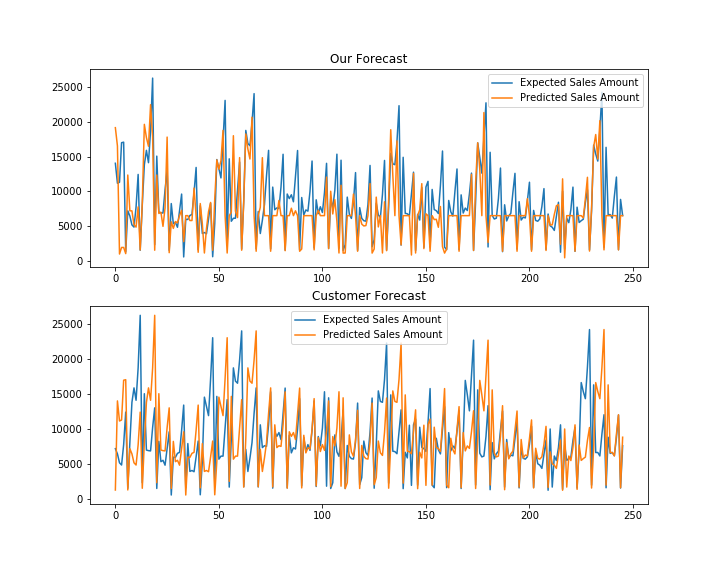 Our Forecast
25000
20000
15000
10000
5000
0
Expected Sales Amount
Predicted Sales Amount
0 50 100 150 200 250
Customer Forecast
25000
20000
15000
10000
5000
0
Expected Sales Amount
Predicted Sales Amount
0 50 100 150 200 250